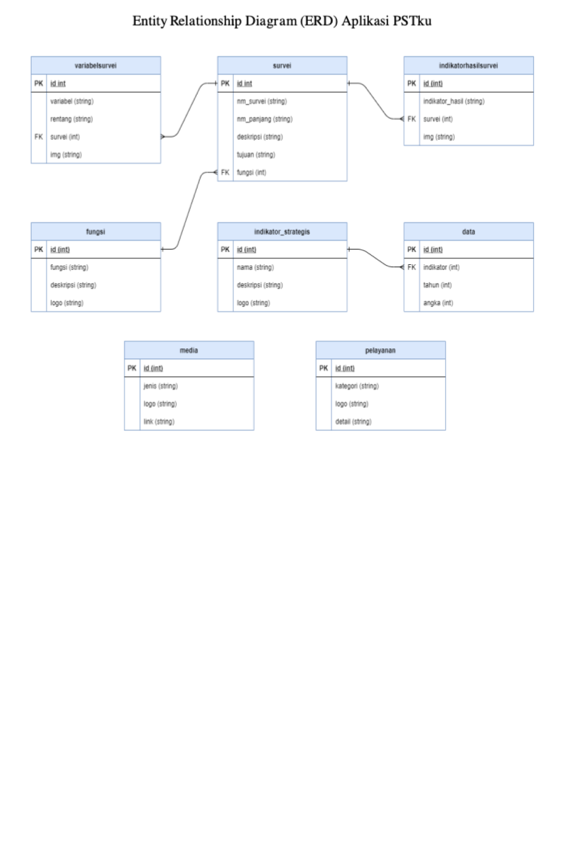 Entity Relationship Diagram (ERD) Aplikasi PSTku
variabelsurvei
PK id int
variabel (string)
rentang (string)
FK survei (int)
img (string)
survei
PK id int
nm_survei (string)
nm_panjang (string)
deskripsi (string)
tujuan (string)
FK fungsi (int)
indikatorhasilsurvei
PK id (int)
indikator_hasil (string)
FK survei (int)
img (string)
fungsi
PK id (int)
fungsi (string)
deskripsi (string)
logo (string)
indikator_strategis
PK id (int)
nama (string)
deskripsi (string)
logo (string)
data
PK id (int)
FK indikator (int)
tahun (int)
angka (int)
media
PK id (int)
jenis (string)
logo (string)
link (string)
pelayanan
PK id (int)
kategori (string)
logo (string)
detail (string)